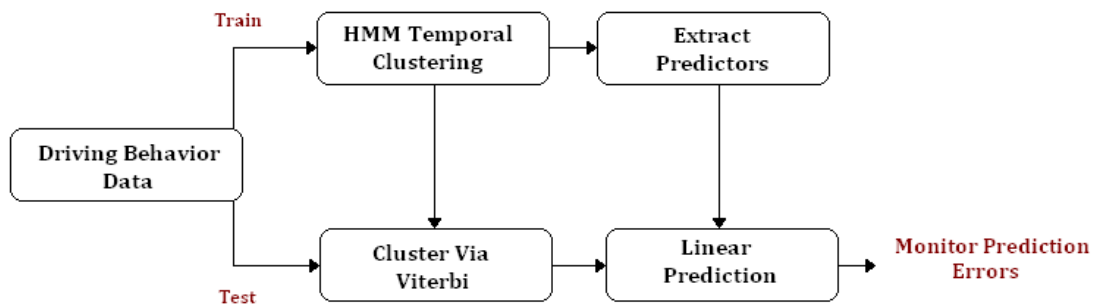 Train
HMM Temporal
Clustering
Extract
Predictors
Driving Behavior
Data
Test
Cluster Via
Viterbi
Linear
Prediction
Monitor Prediction
Errors